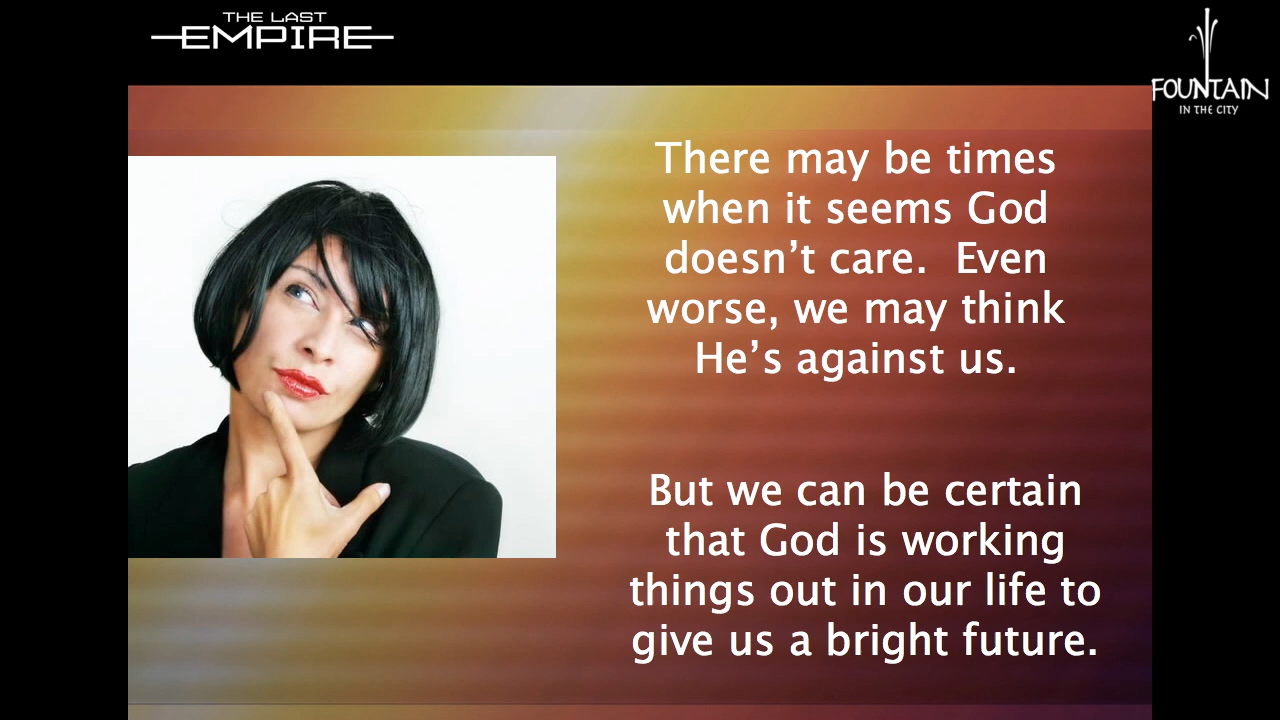 THE LAST
EMPIRE
FOUNTAIN
IN THE CITY
There may be times
when it seems God
doesn’t care.  Even
worse, we may think
He’s against us.
But we can be certain
that God is working
things out in our life to
give us a bright future.